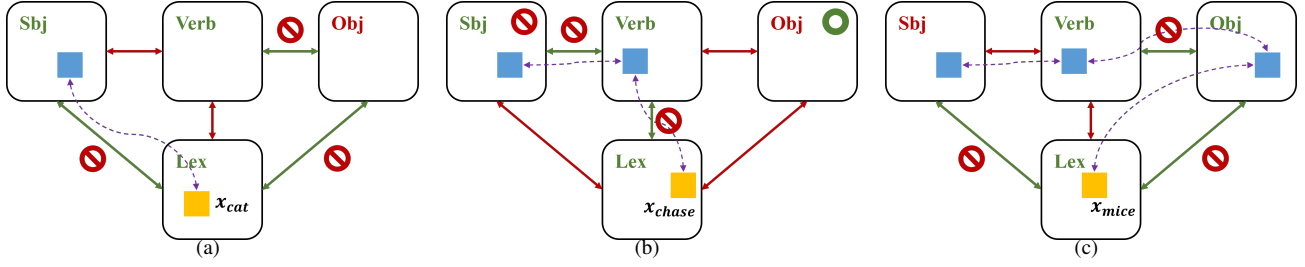 Sbj Verb Obj
Lex
x_cat
(a)
Sbj Verb Obj
Lex
x_chase
(b)
Sbj Verb Obj
Lex
x_mice
(c)